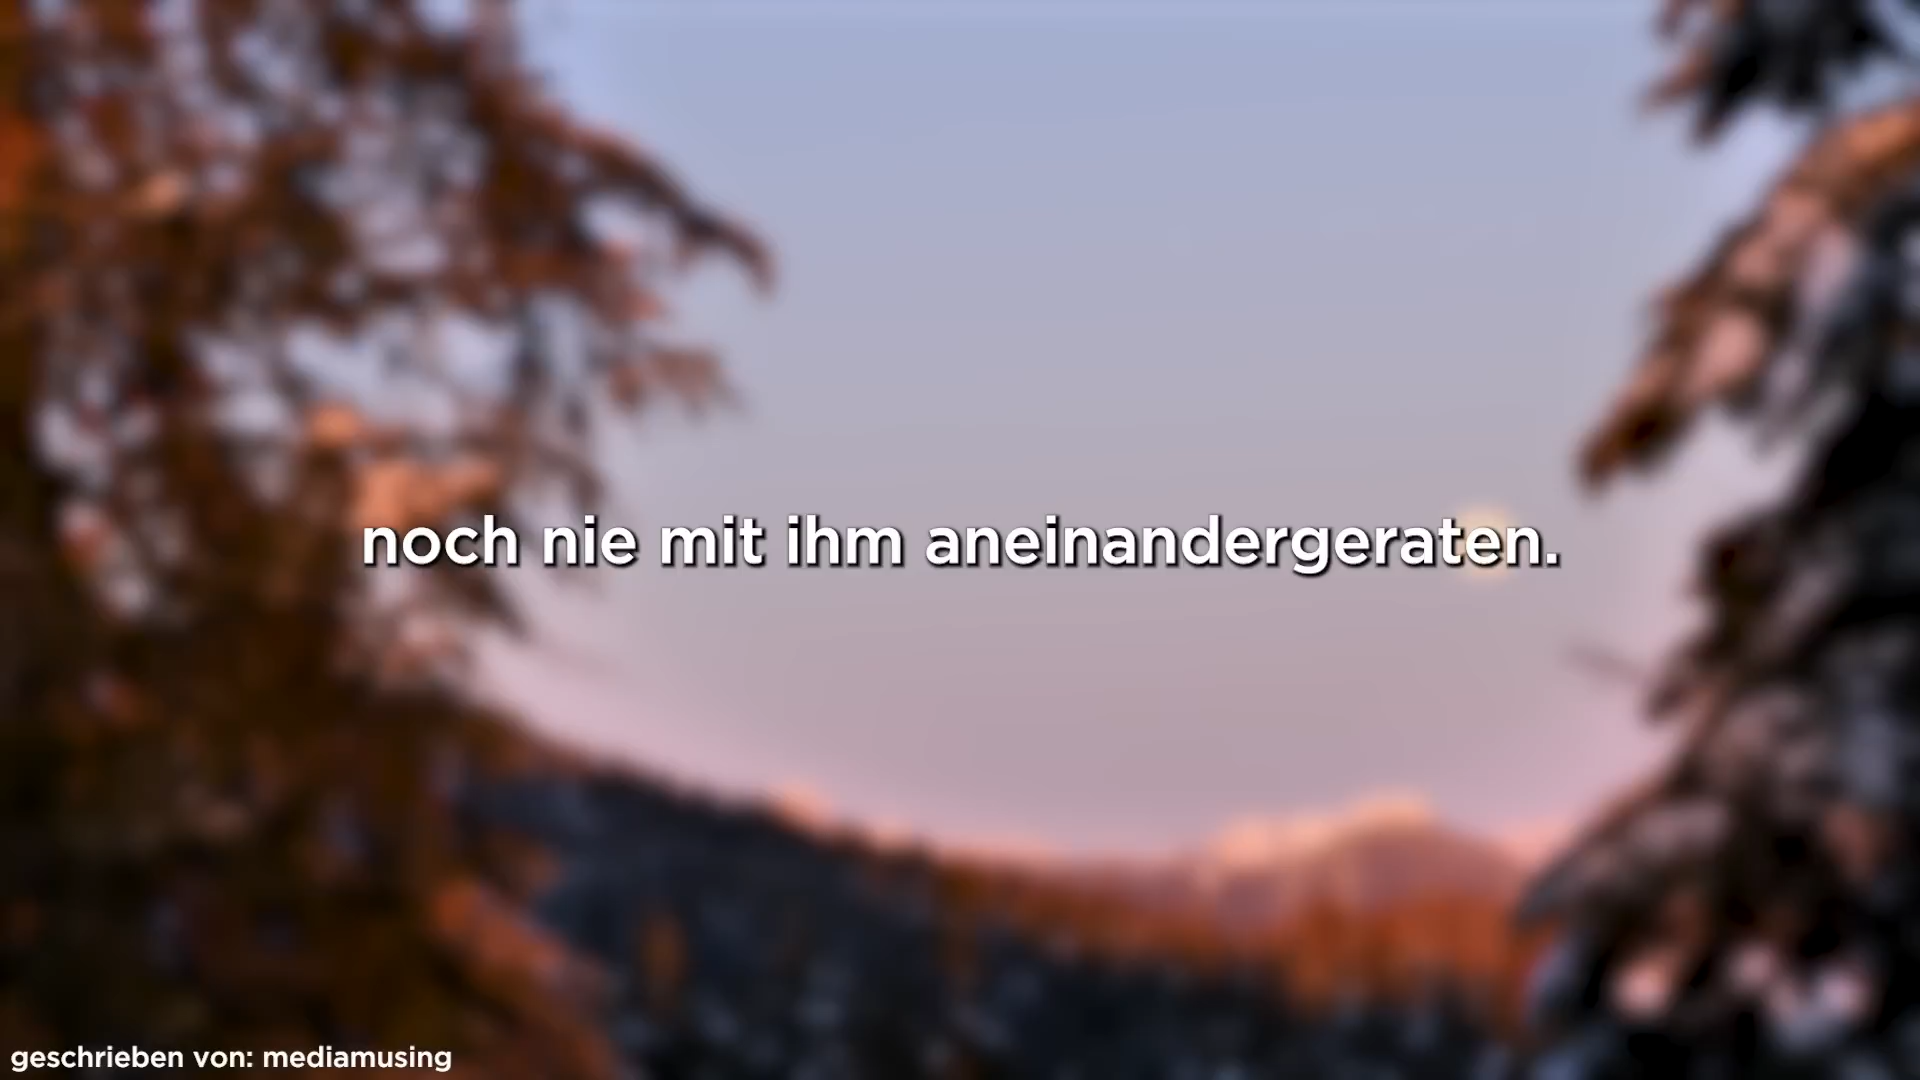 noch nie mit ihm aneinandergeraten.
geschrieben von: mediamusing